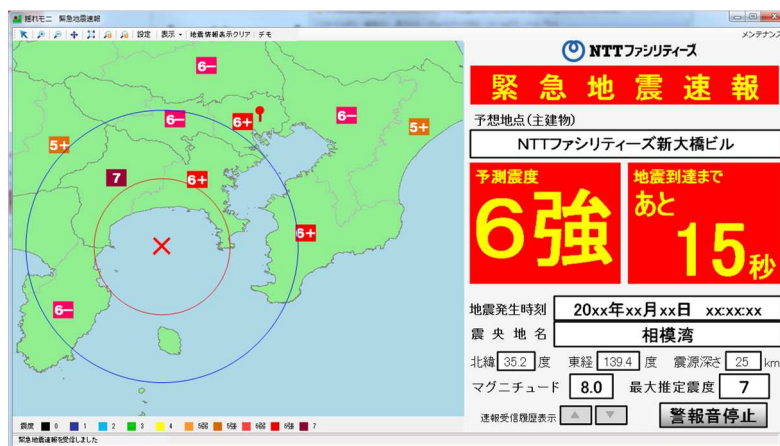 揺れモニ 緊急地震速報
設定 表示 地震情報表示クリア デモ
メンテナンス
NTTファシリティーズ
緊急地震速報
予想地点(主建物)
NTTファシリティーズ新大橋ビル
予測震度
6強
地震到達まで
あと
15秒
地震発生時刻 20xx年xx月xx日 xx:xx:xx
震央地名 相模湾
北緯 35.2 度 東経 139.4 度 震源深さ 25 km
マグニチュード 8.0 最大推定震度 7
速報受信履歴表示 ▲ ▼ 警報音停止
6-
6-
6+
6-
5+
5+
7
6+
6+
6-
震度 0 1 2 3 4 5弱 5強 6弱 6強 7
緊急地震速報を受信しました